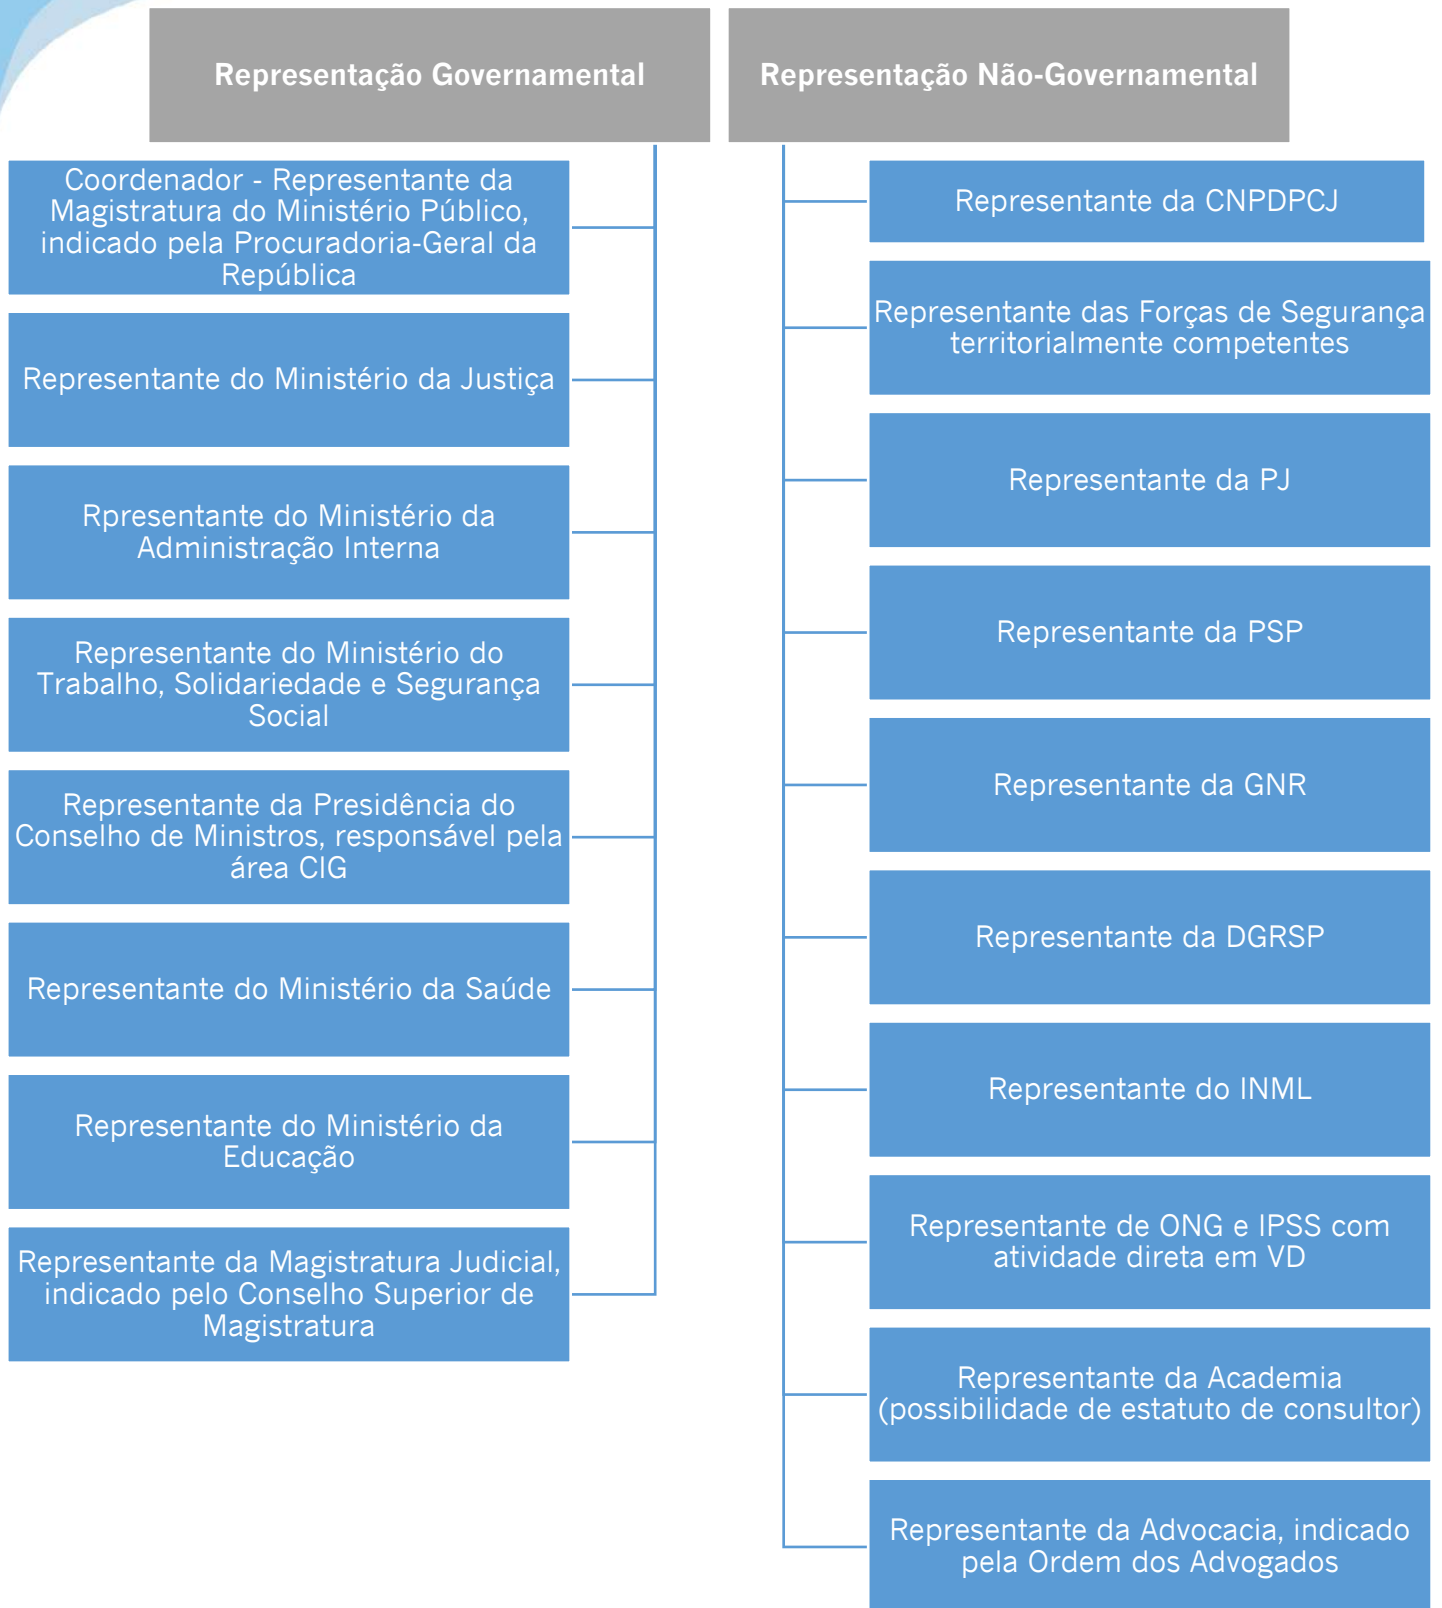 Representação Governamental
Coordenador - Representante da
Magistratura do Ministério Público,
indicado pela Procuradoria-Geral da
República
Representante do Ministério da Justiça
Rpresentante do Ministério da
Administração Interna
Representante do Ministério do
Trabalho, Solidariedade e Segurança
Social
Representante da Presidência do
Conselho de Ministros, responsável pela
área CIG
Representante do Ministério da Saúde
Representante do Ministério da
Educação
Representante da Magistratura Judicial,
indicado pelo Conselho Superior de
Magistratura
Representação Não-Governamental
Representante da CNPDPCJ
Representante das Forças de Segurança
territorialmente competentes
Representante da PJ
Representante da PSP
Representante da GNR
Representante da DGRSP
Representante do INML
Representante de ONG e IPSS com
atividade direta em VD
Representante da Academia
(possibilidade de estatuto de consultor)
Representante da Advocacia, indicado
pela Ordem dos Advogados